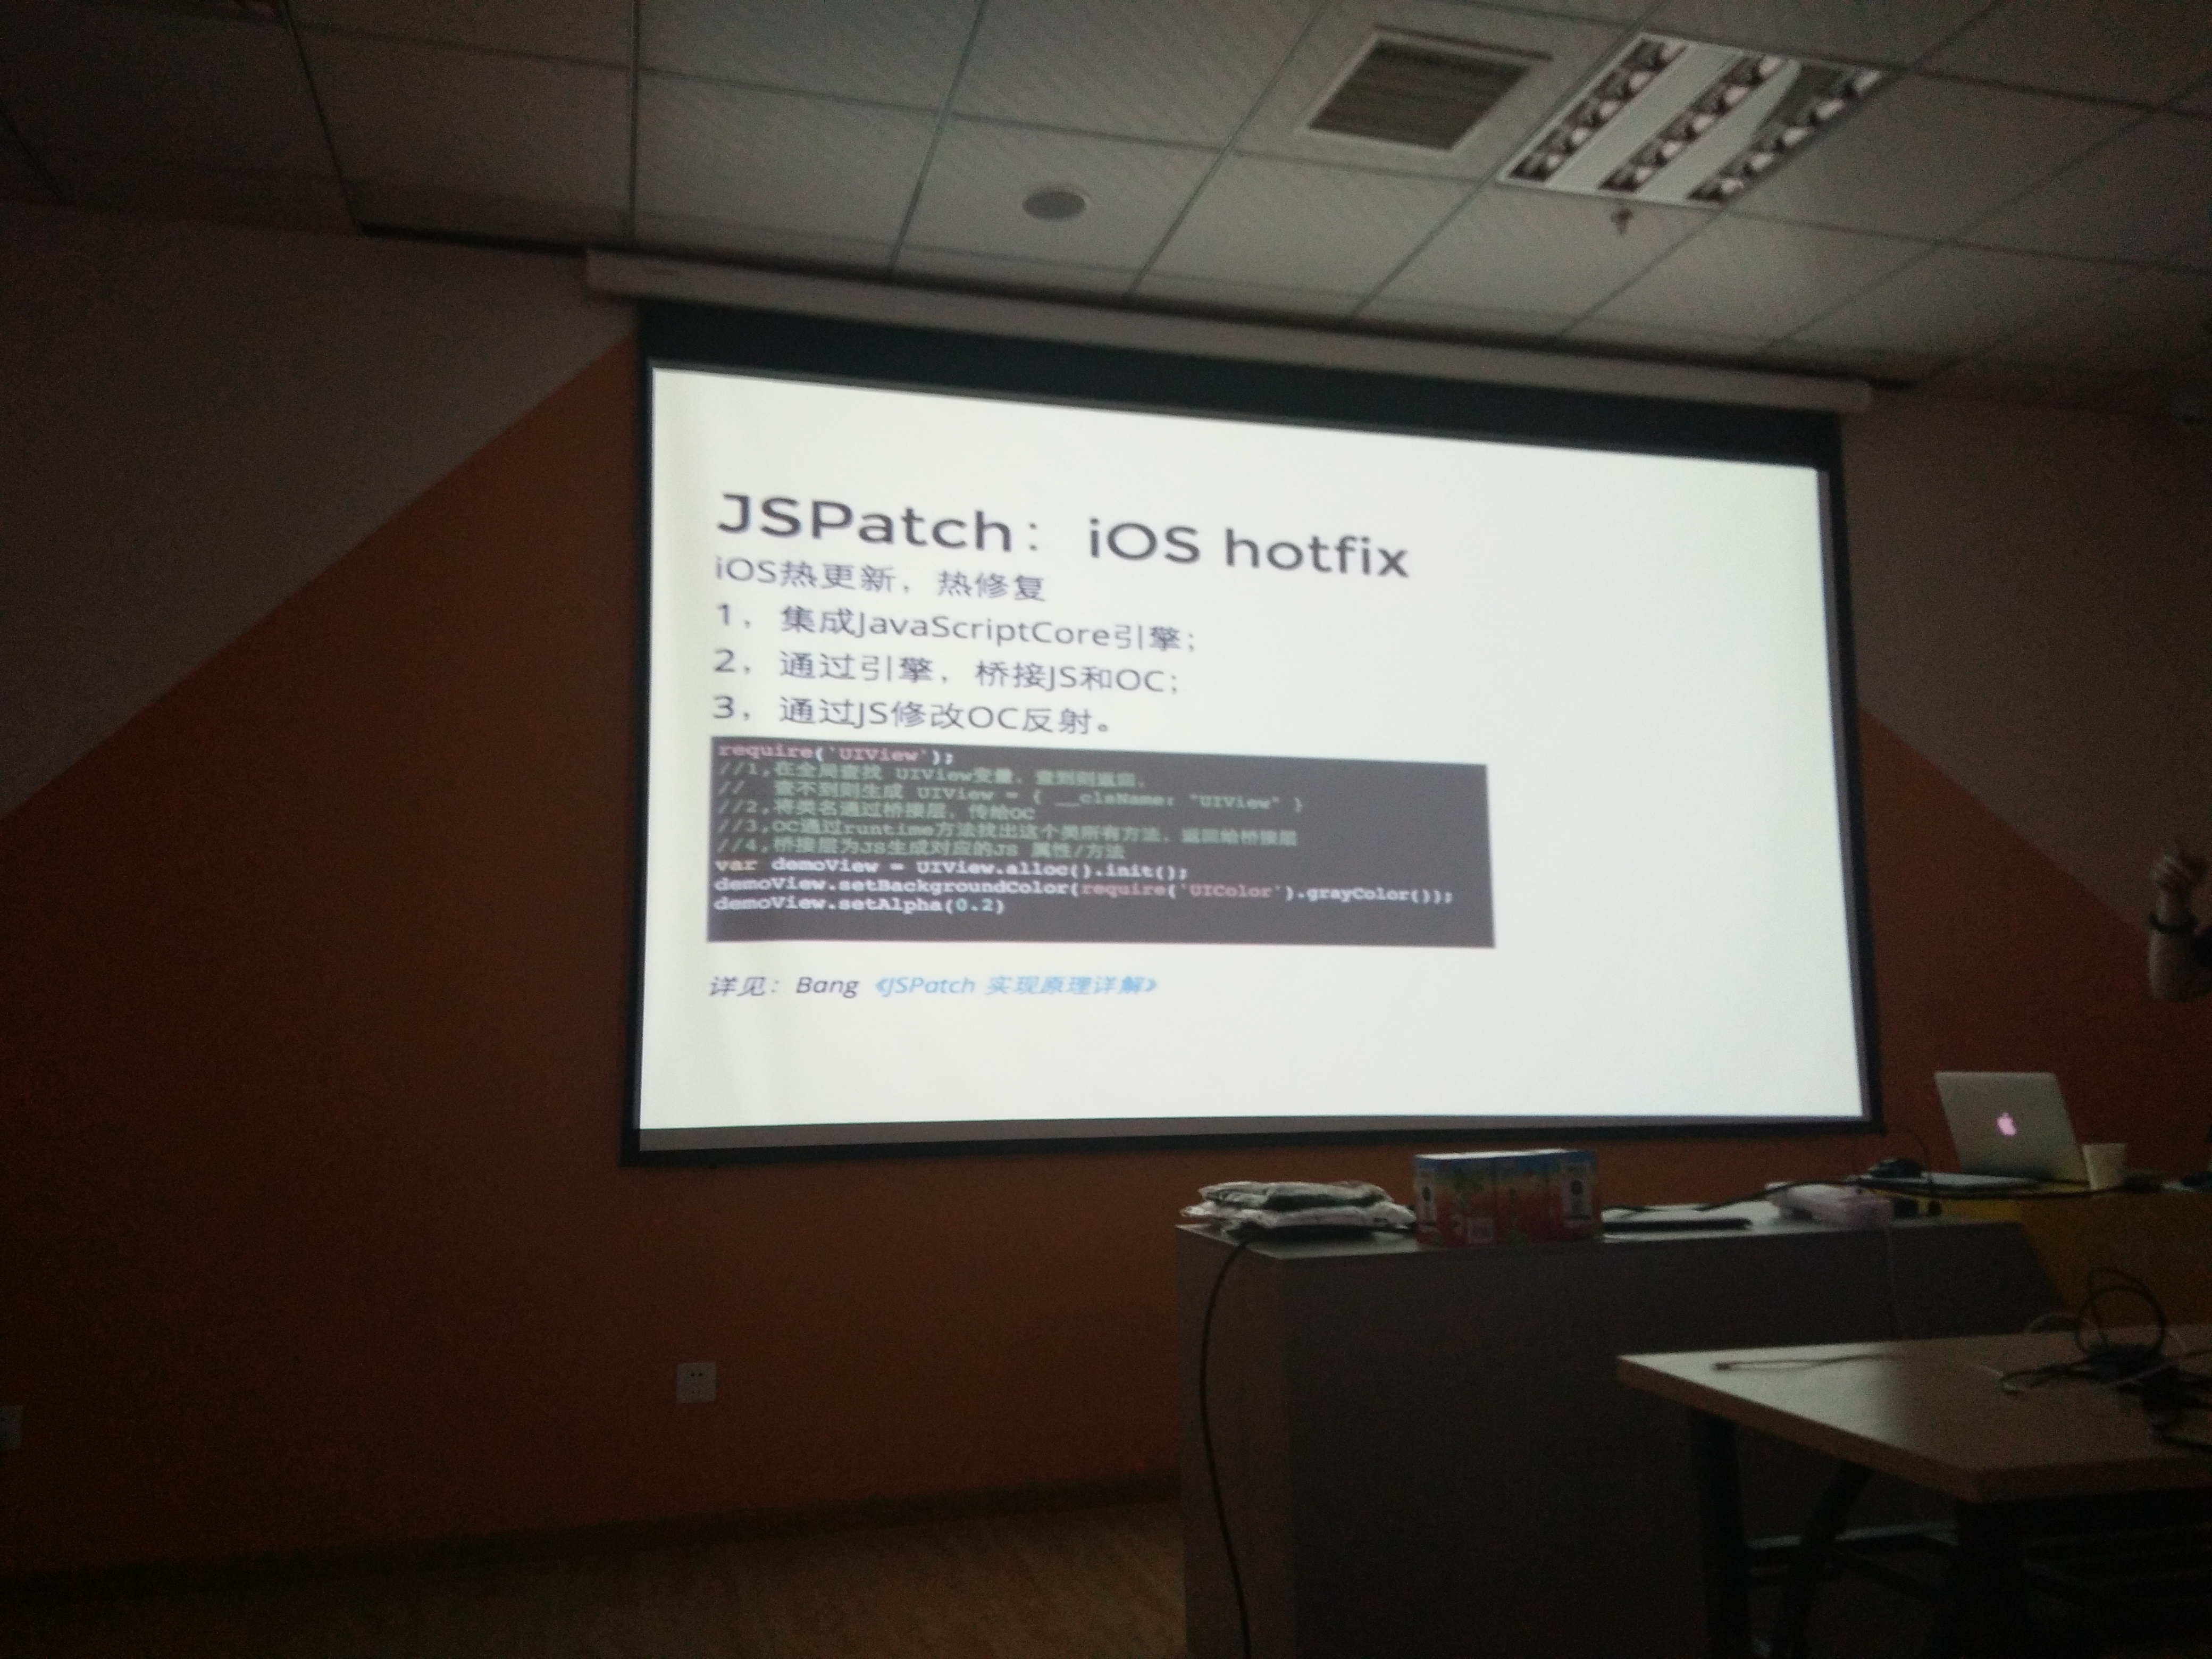 JSPatch： iOS hotfix
iOS热更新，热修复
1，集成JavaScriptCore引擎；
2，通过引擎，桥接JS和OC；
3，通过JS修改OC反射。
require('UIView');
//1,在全局查找 UIView变量，查到则返回，
// 查不到则生成 UIView = { __clsName: "UIView" }
//2,将类名通过桥接层，传给OC
//3,OC通过runtime方法找出这个类所有方法，返回给桥接层
//4,桥接层为JS生成对应的JS 属性/方法
var demoView = UIView.alloc().init();
demoView.setBackgroundColor(require('UIColor').grayColor());
demoView.setAlpha(0.2)
详见：Bang 《JSPatch 实现原理详解》